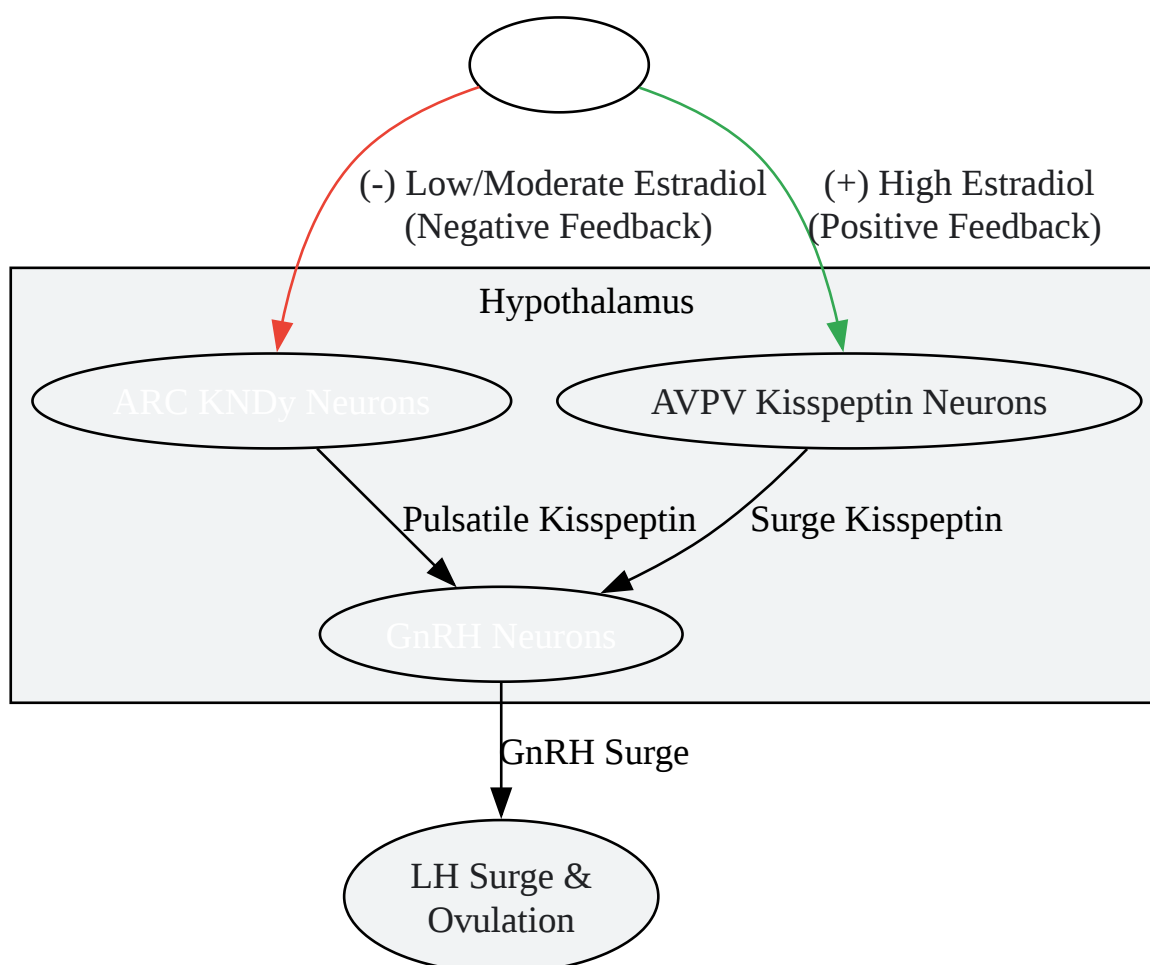 (-) Low/Moderate Estradiol
(Negative Feedback)
(+) High Estradiol
(Positive Feedback)
Hypothalamus
ARC KNDy Neurons
AVPV Kisspeptin Neurons
Pulsatile Kisspeptin
Surge Kisspeptin
GnRH Neurons
GnRH Surge
LH Surge &
Ovulation